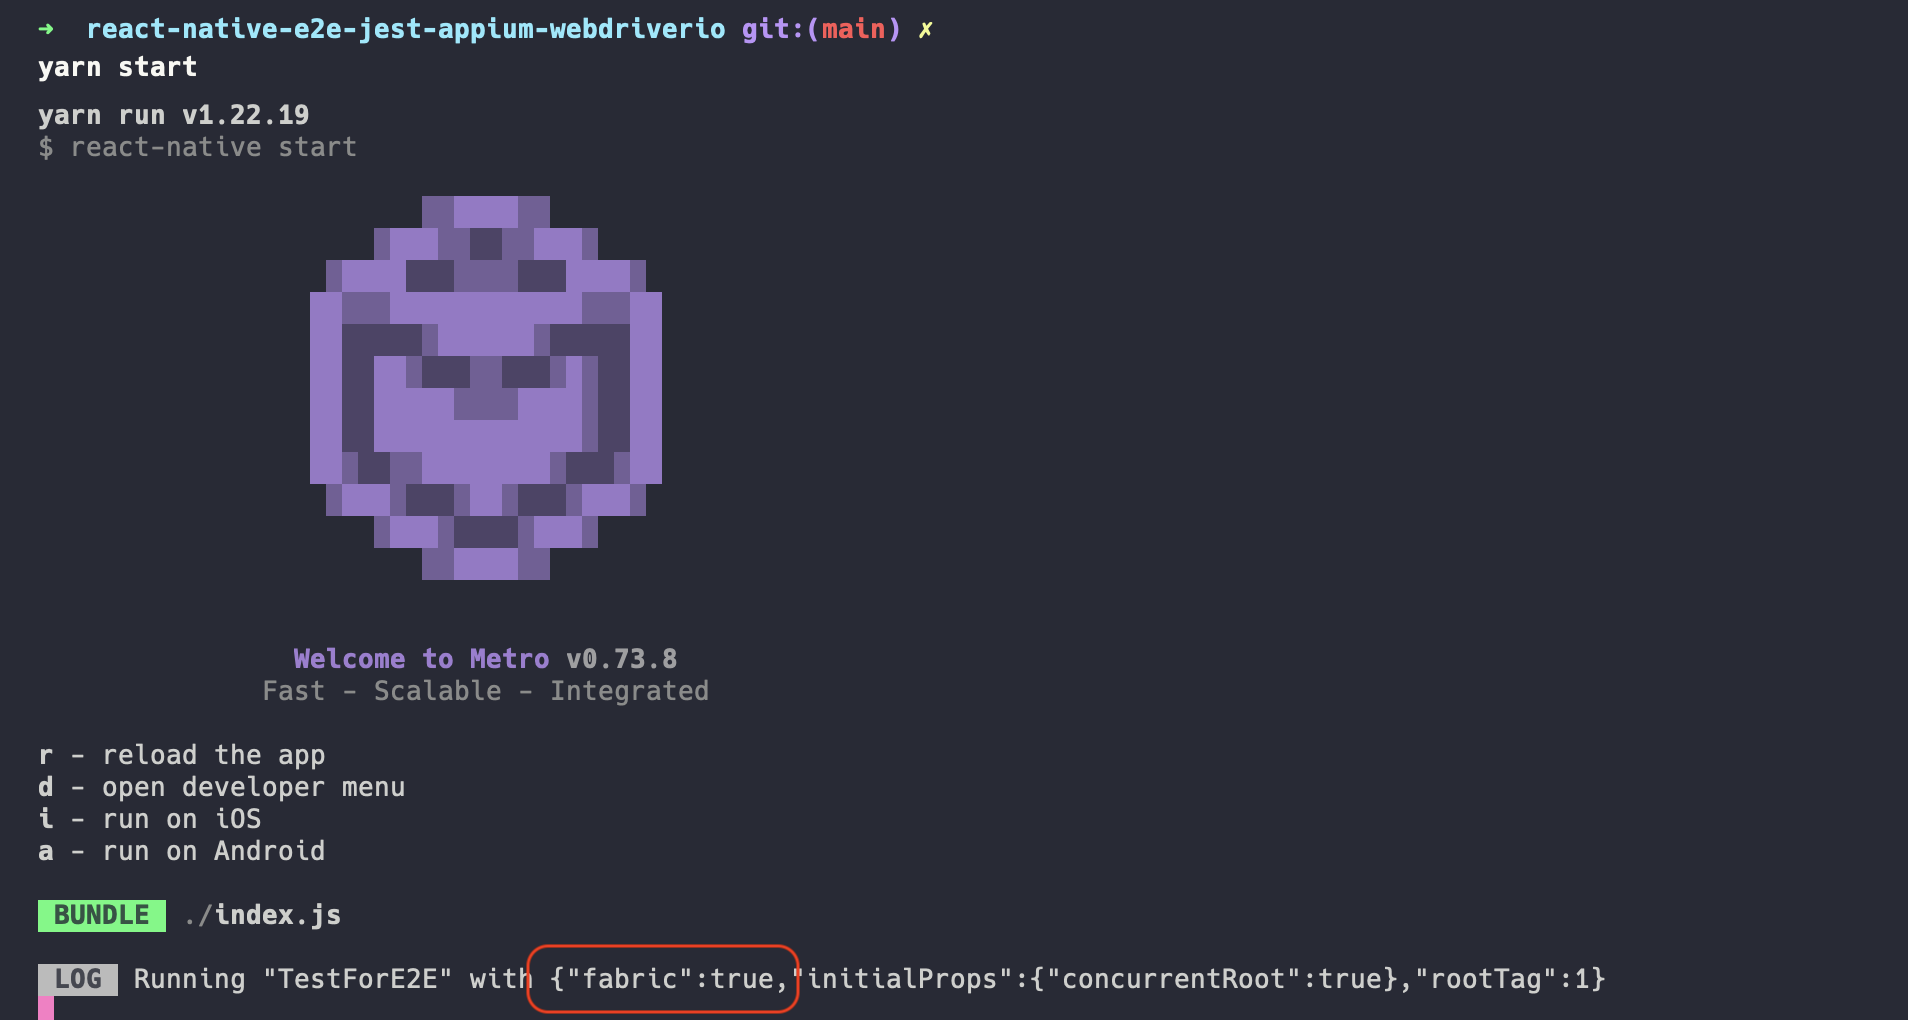 ➜  react-native-e2e-jest-appium-webdriverio git:(main) ✗
yarn start
yarn run v1.22.19
$ react-native start
Welcome to Metro v0.73.8
Fast - Scalable - Integrated
r - reload the app
d - open developer menu
i - run on iOS
a - run on Android
BUNDLE ./index.js
LOG Running "TestForE2E" with {"fabric":true,"initialProps":{"concurrentRoot":true},"rootTag":1}